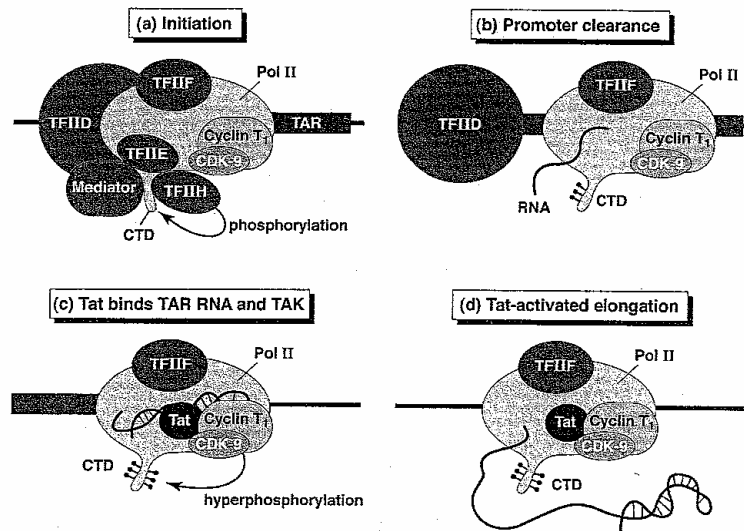 (a) Initiation
TFIIF
Pol II
TFIID
TAR
Cyclin T1
TFIIE
CDK-9
Mediator
TFIIH
CTD
phosphorylation
(b) Promoter clearance
TFIIF
Pol II
TFIID
Cyclin T1
CDK-9
RNA
CTD
(c) Tat binds TAR RNA and TAK
TFIIF
Pol II
Tat
Cyclin T1
CDK-9
CTD
hyperphosphorylation
(d) Tat-activated elongation
TFIIF
Pol II
Tat
Cyclin T1
CDK-9
CTD